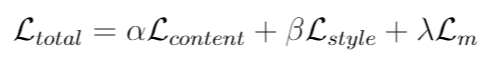 ℒ_total = αℒ_content + βℒ_style + λℒ_m